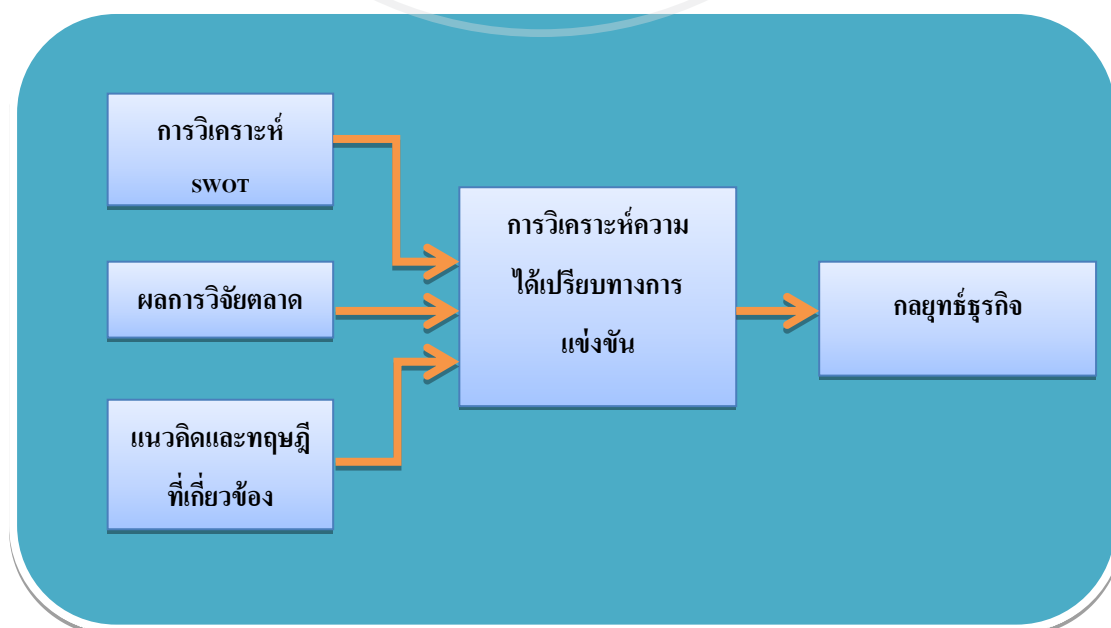 การวิเคราะห์
SWOT
ผลการวิจัยตลาด
แนวคิดและทฤษฎี
ที่เกี่ยวข้อง
การวิเคราะห์ความ
ได้เปรียบทางการ
แข่งขัน
กลยุทธ์ธุรกิจ